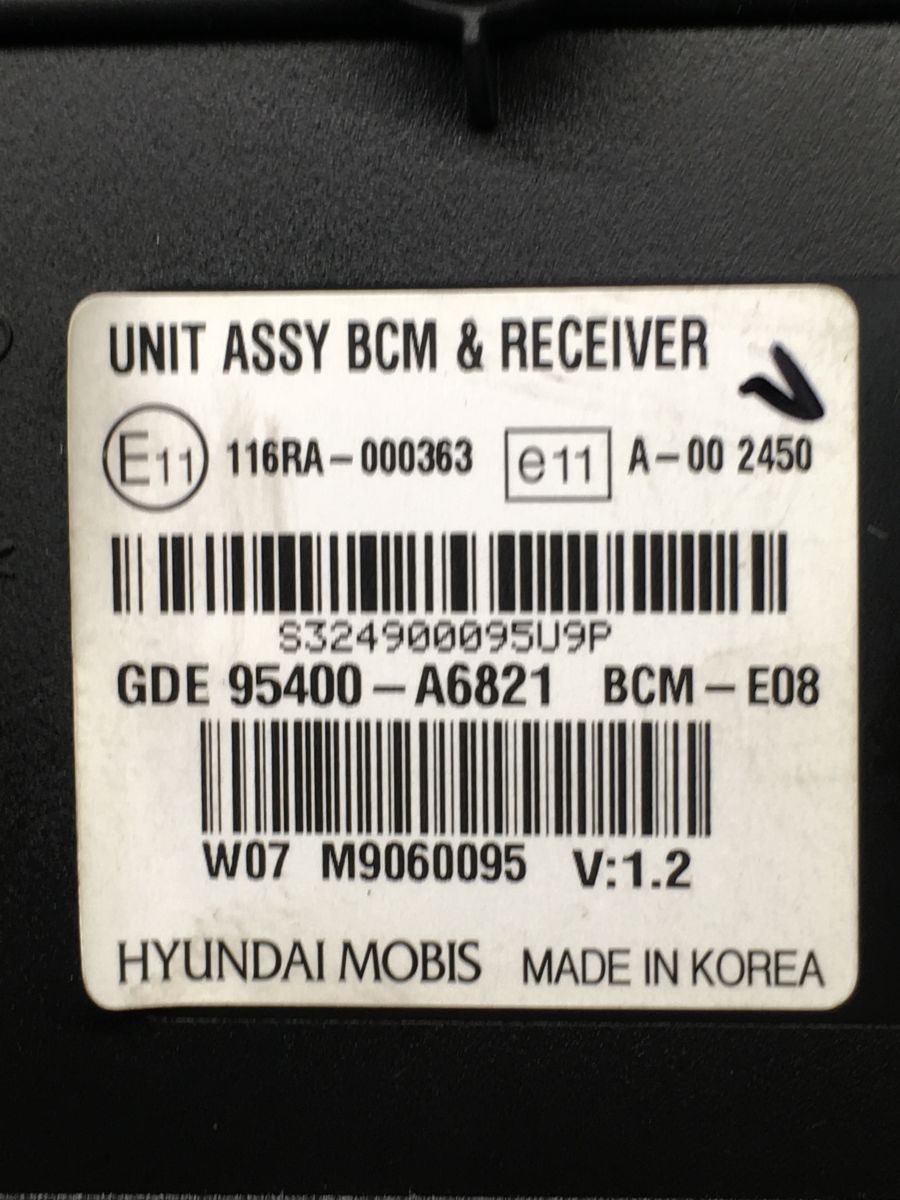 UNIT ASSY BCM & RECEIVER
E11 116RA-000363 e11 A-00 2450
S324900095U9P
GDE 95400-A6821 BCM-E08
W07 M9060095 V:1.2
HYUNDAI MOBIS MADE IN KOREA